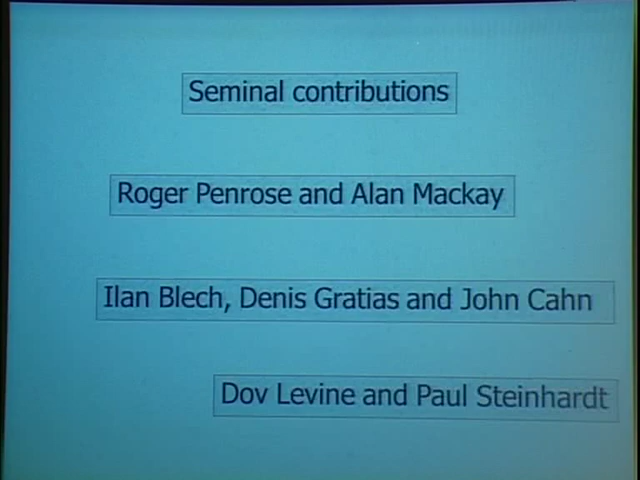 Seminal contributions
Roger Penrose and Alan Mackay
Ilan Blech, Denis Gratias and John Cahn
Dov Levine and Paul Steinhardt